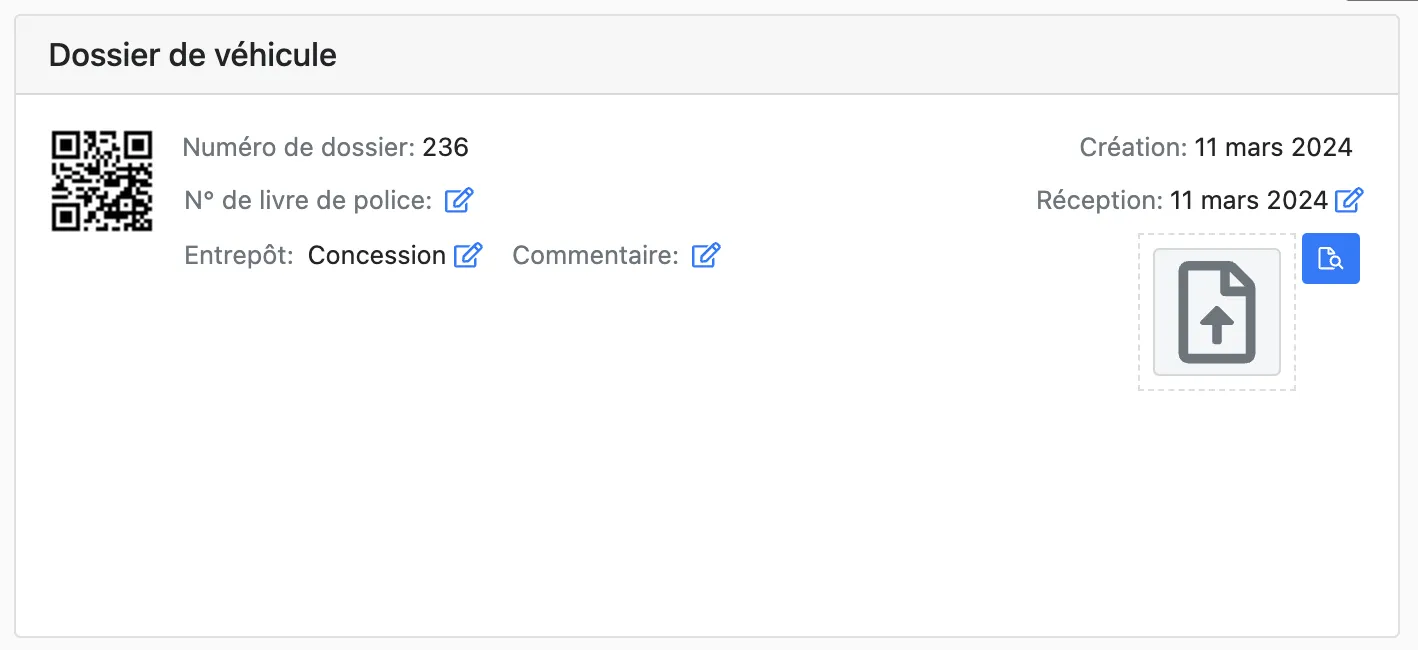 Dossier de véhicule
Numéro de dossier: 236
Création: 11 mars 2024
N° de livre de police:
Réception: 11 mars 2024
Entrepôt: Concession Commentaire: